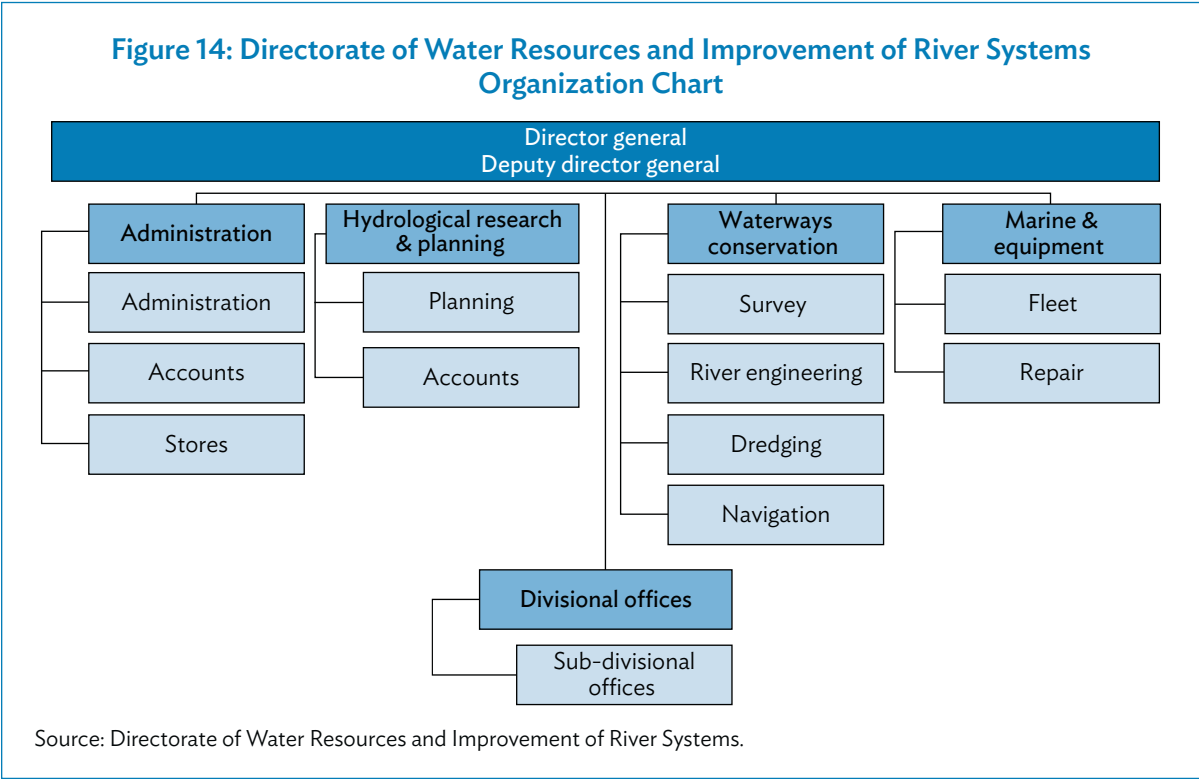 Figure 14: Directorate of Water Resources and Improvement of River Systems
Organization Chart
Director general
Deputy director general
Administration
Administration
Accounts
Stores
Hydrological research
& planning
Planning
Accounts
Waterways
conservation
Survey
River engineering
Dredging
Navigation
Marine &
equipment
Fleet
Repair
Divisional offices
Sub-divisional
offices
Source: Directorate of Water Resources and Improvement of River Systems.